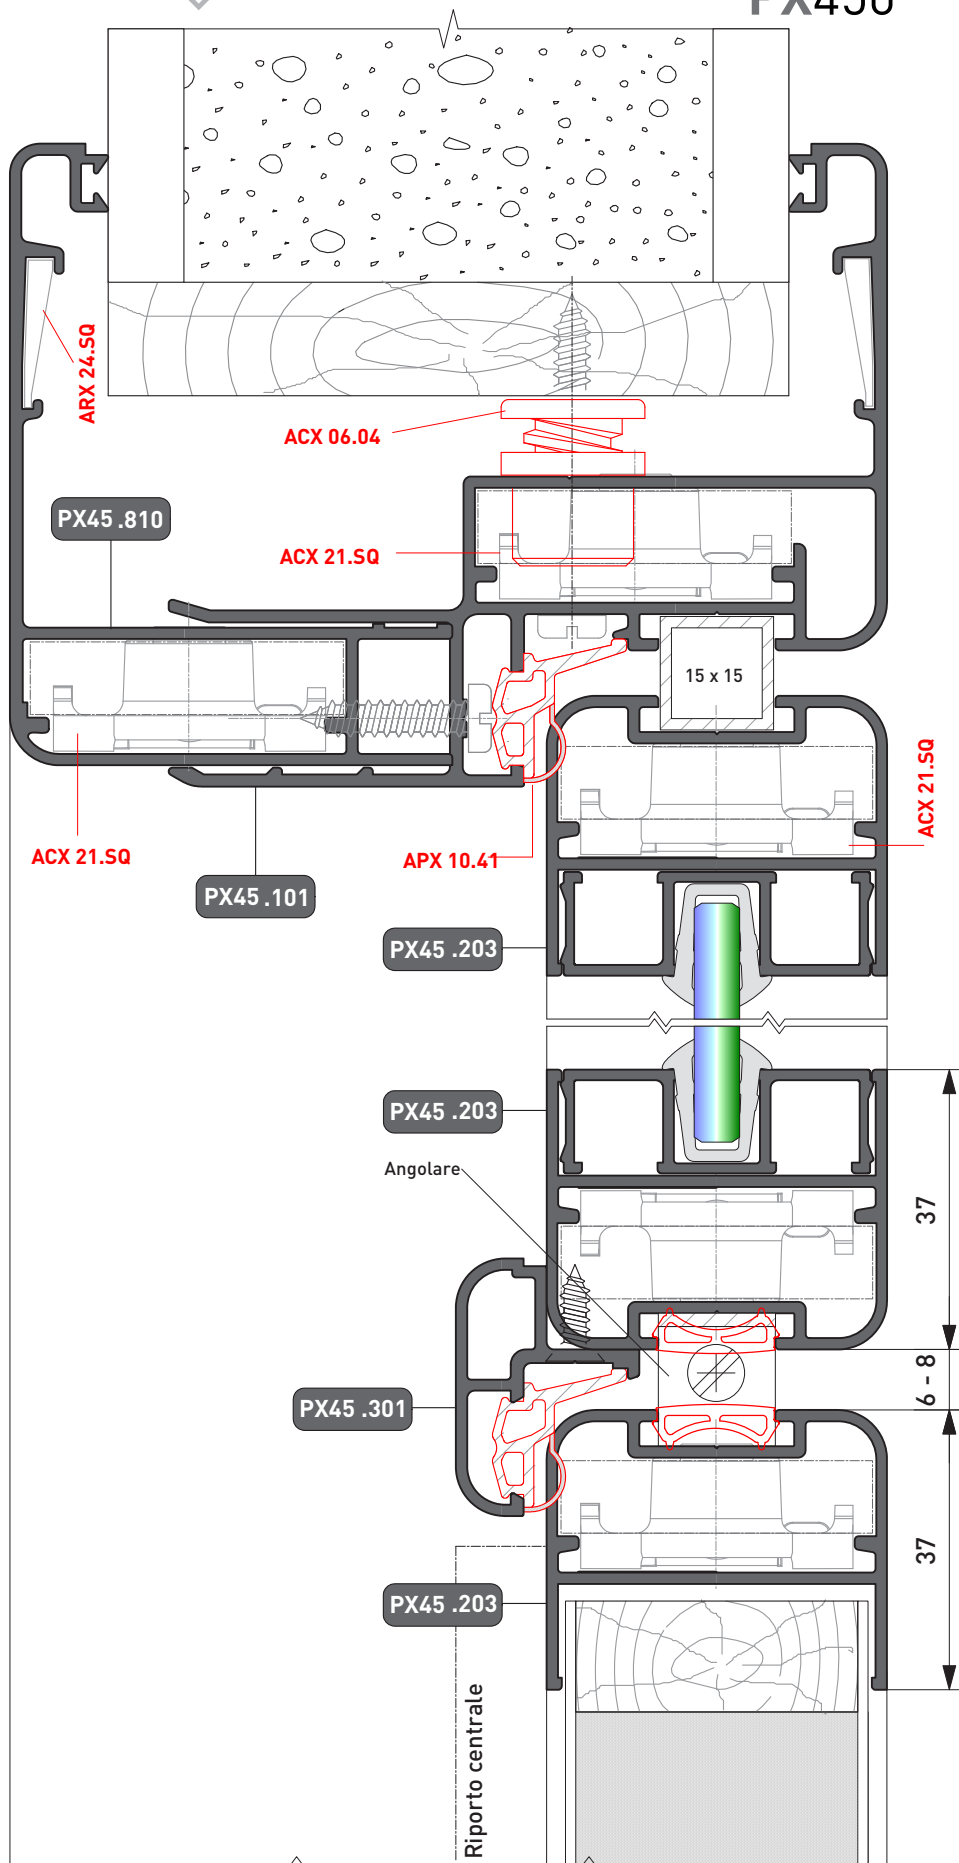 PX450
ARX 24.SQ
ACX 06.04
PX45.810
ACX 21.SQ
15 x 15
ACX 21.SQ
ACX 21.SQ
APX 10.41
PX45.101
PX45 .203
PX45 .203
Angolare
37
6 - 8
PX45 .301
37
PX45 .203
Riporto centrale